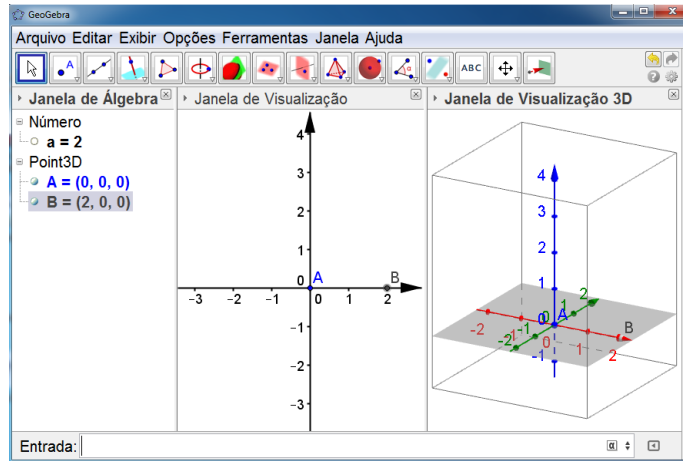 GeoGebra
Arquivo Editar Exibir Opções Ferramentas Janela Ajuda
A
ABC
α
Janela de Álgebra
Janela de Visualização
Janela de Visualização 3D
Número
a = 2
Point3D
A = (0, 0, 0)
B = (2, 0, 0)
4
3
2
1
0
A
B
-3 -2 -1 0 1 2
-1
-2
-3
4
3
2
1
0
A
B
-1
-2 -1 0 1 2
-2 -1 0 1 2
Entrada:
α